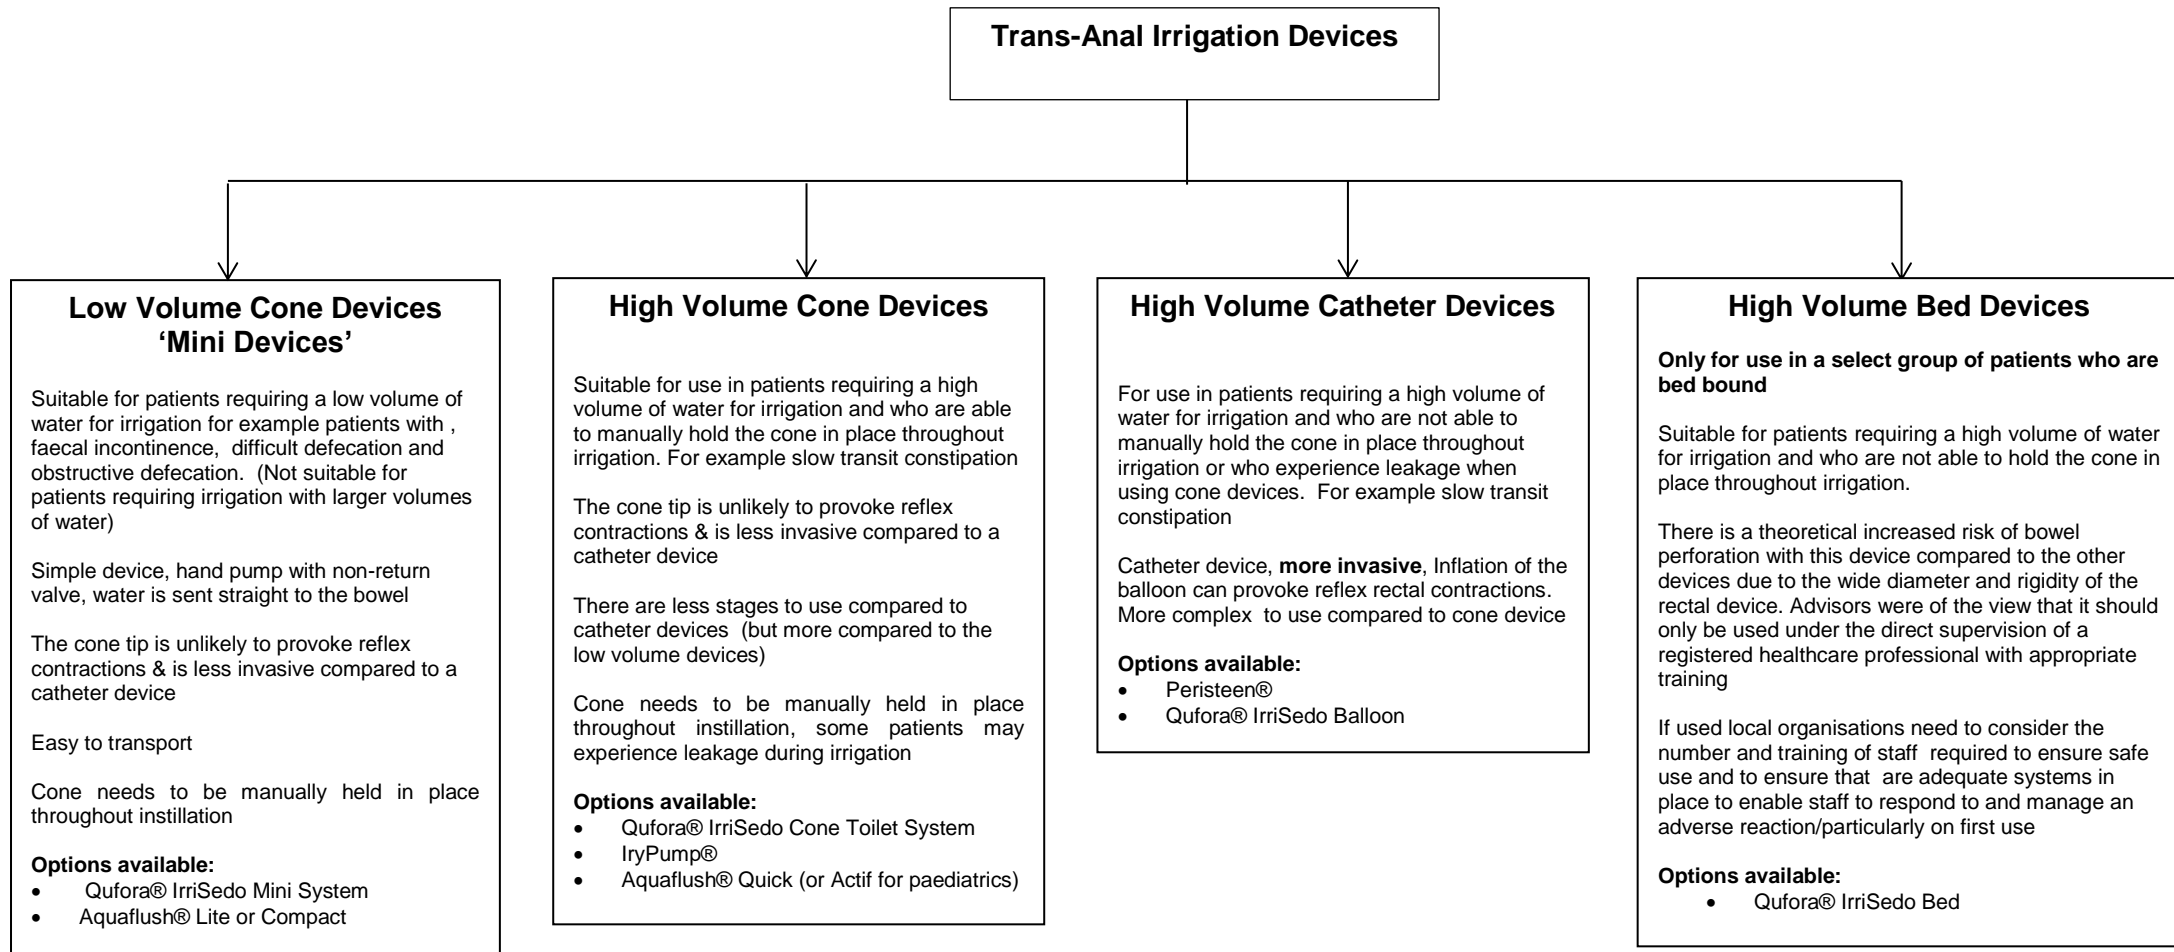 Trans-Anal Irrigation Devices
Low Volume Cone Devices
‘Mini Devices’
Suitable for patients requiring a low volume of
water for irrigation for example patients with ,
faecal incontinence, difficult defecation and
obstructive defecation. (Not suitable for
patients requiring irrigation with larger volumes
of water)
Simple device, hand pump with non-return
valve, water is sent straight to the bowel
The cone tip is unlikely to provoke reflex
contractions & is less invasive compared to a
catheter device
Easy to transport
Cone needs to be manually held in place
throughout instillation
Options available:
• Qufora® IrriSedo Mini System
• Aquaflush® Lite or Compact
High Volume Cone Devices
Suitable for use in patients requiring a high
volume of water for irrigation and who are able
to manually hold the cone in place throughout
irrigation. For example slow transit constipation
The cone tip is unlikely to provoke reflex
contractions & is less invasive compared to a
catheter device
There are less stages to use compared to
catheter devices (but more compared to the
low volume devices)
Cone needs to be manually held in place
throughout instillation, some patients may
experience leakage during irrigation
Options available:
• Qufora® IrriSedo Cone Toilet System
• IryPump®
• Aquaflush® Quick (or Actif for paediatrics)
High Volume Catheter Devices
For use in patients requiring a high volume of
water for irrigation and who are not able to
manually hold the cone in place throughout
irrigation or who experience leakage when
using cone devices. For example slow transit
constipation
Catheter device, more invasive, Inflation of the
balloon can provoke reflex rectal contractions.
More complex to use compared to cone device
Options available:
• Peristeen®
• Qufora® IrriSedo Balloon
High Volume Bed Devices
Only for use in a select group of patients who are
bed bound
Suitable for patients requiring a high volume of water
for irrigation and who are not able to hold the cone in
place throughout irrigation.
There is a theoretical increased risk of bowel
perforation with this device compared to the other
devices due to the wide diameter and rigidity of the
rectal device. Advisors were of the view that it should
only be used under the direct supervision of a
registered healthcare professional with appropriate
training
If used local organisations need to consider the
number and training of staff required to ensure safe
use and to ensure that are adequate systems in
place to enable staff to respond to and manage an
adverse reaction/particularly on first use
Options available:
• Qufora® IrriSedo Bed